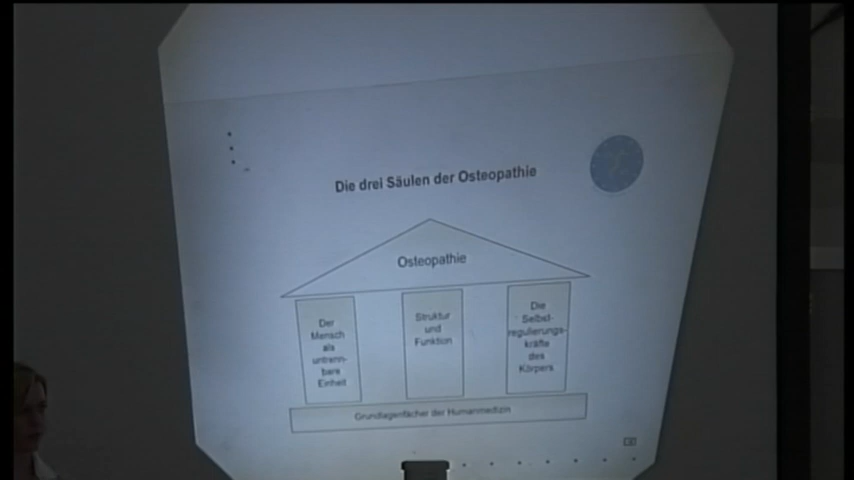 Die drei Säulen der Osteopathie
Osteopathie
Der
Mensch
als
untrenn-
bare
Einheit
Struktur
und
Funktion
Die
Selbst-
regulierungs-
kräfte
des
Körpers
Grundlagenfächer der Humanmedizin